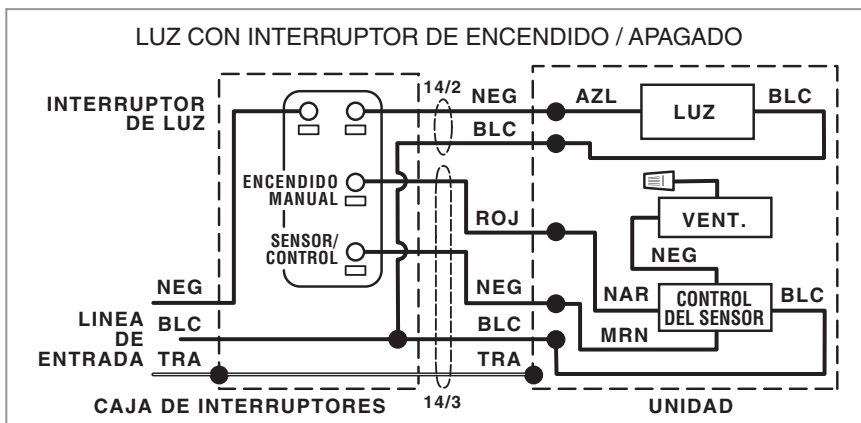 LUZ CON INTERRUPTOR DE ENCENDIDO / APAGADO
INTERRUPTOR
DE LUZ
14/2
NEG
AZL
LUZ
BLC
BLC
ENCENDIDO
MANUAL
ROJ
VENT.
NEG
SENSOR/
CONTROL
NEG
NEG
NAR
CONTROL
DEL SENSOR
BLC
LINEA
DE
ENTRADA
BLC
BLC
MRN
TRA
TRA
CAJA DE INTERRUPTORES
14/3
UNIDAD